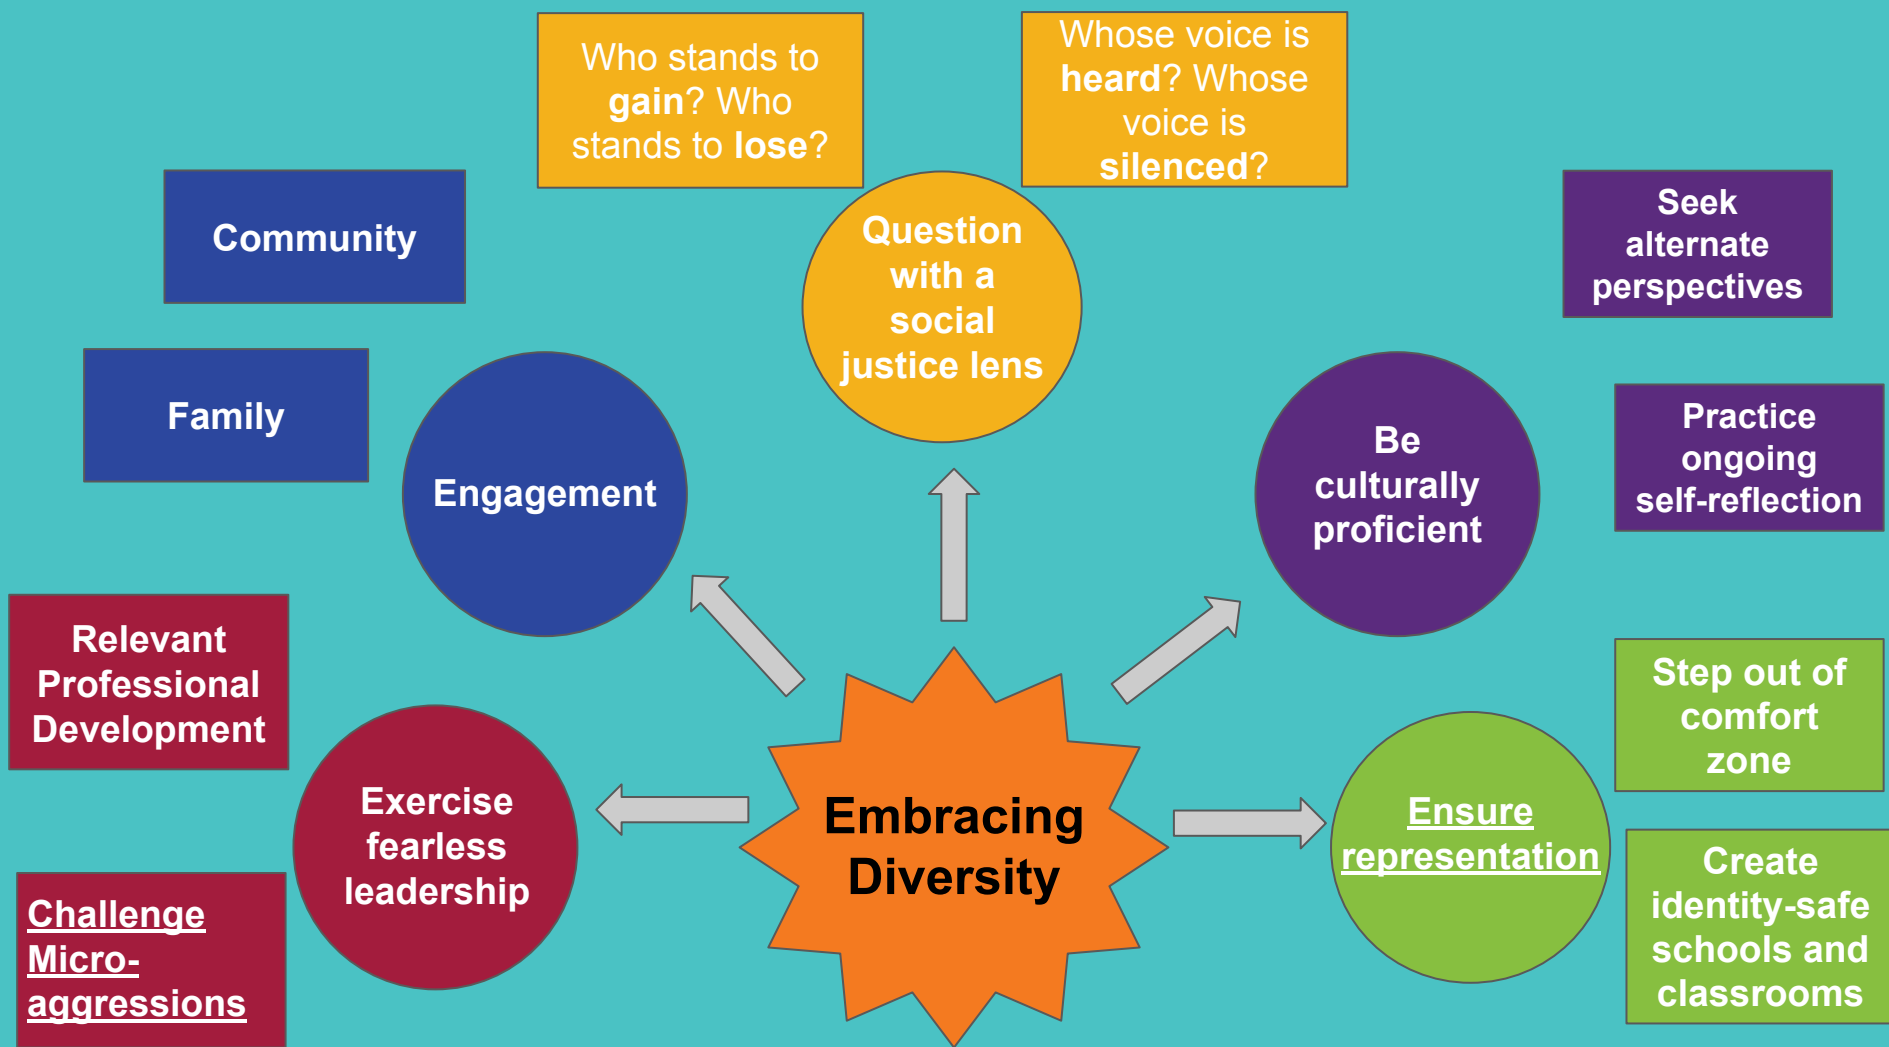 Who stands to
gain? Who
stands to lose?
Whose voice is
heard? Whose
voice is
silenced?
Question
with a
social
justice lens
Community
Family
Engagement
Seek
alternate
perspectives
Practice
ongoing
self-reflection
Be
culturally
proficient
Relevant
Professional
Development
Challenge
Micro-
aggressions
Exercise
fearless
leadership
Embracing
Diversity
Ensure
representation
Step out of
comfort
zone
Create
identity-safe
schools and
classrooms